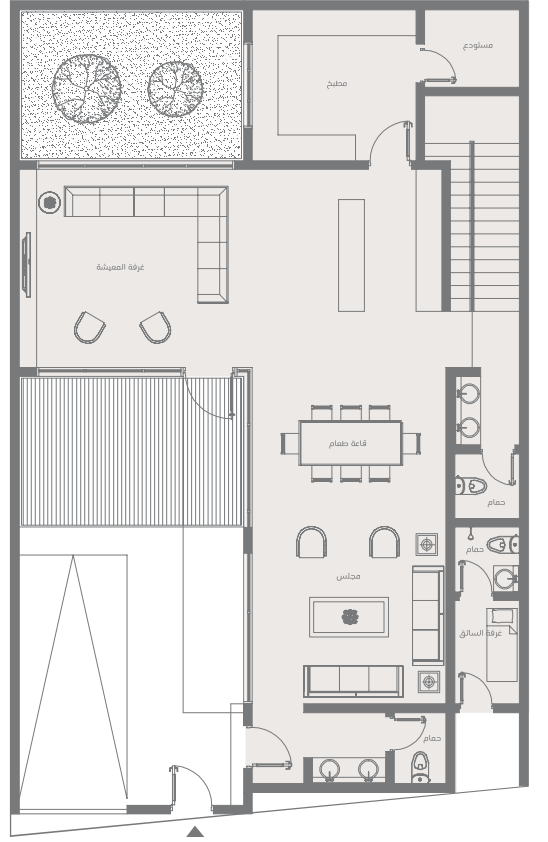 مستودع
مطبخ
غرفة المعيشة
قاعة طعام
حمام
حمام
مجلس
غرفة السائق
حمام